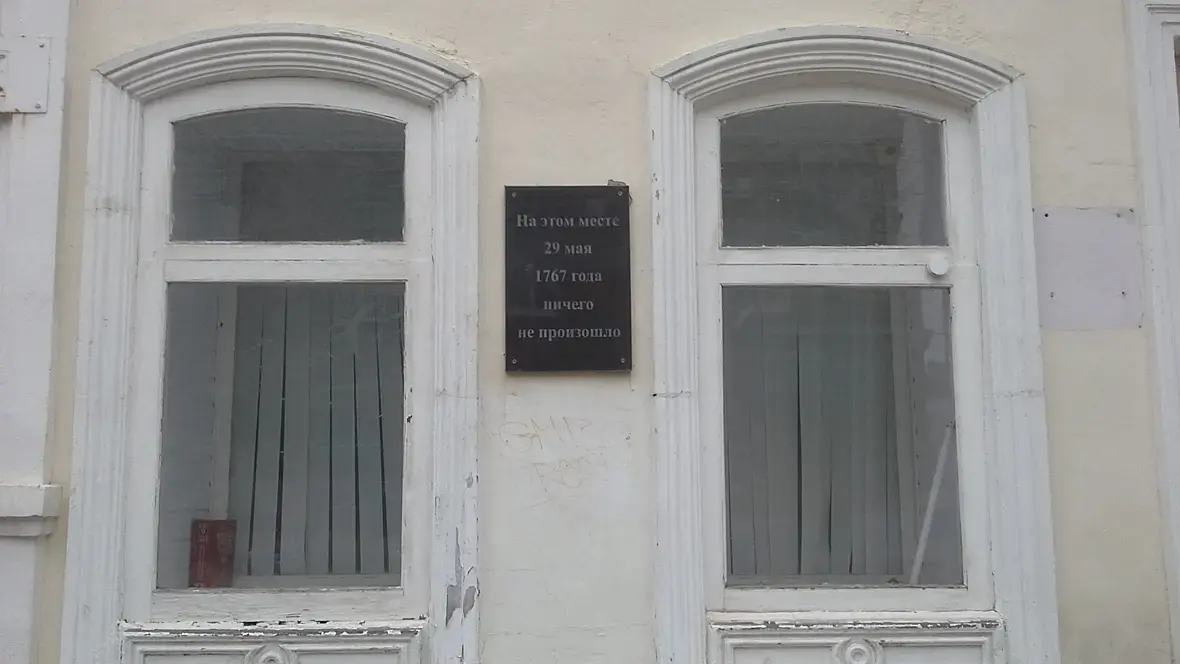 На этом месте
29 мая
1767 года
ничего
не произошло